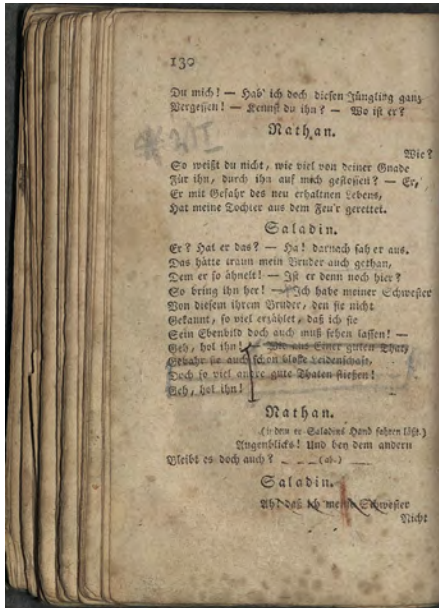 130
Du mich! — Hab' ich doch diesen Jüngling ganz
Vergessen! — Kennst du ihn? — Wo ist er?
Nathan.
Wie?
So weißt du nicht, wie viel von deiner Gnade
Für ihn, durch ihn auf mich geflossen? — Er,
Er mit Gefahr des neu erhaltnen Lebens,
Hat meine Tochter aus dem Feu'r gerettet.
Saladin.
Er? Hat er das? — Ha! darnach sah er aus.
Das hätte traun mein Bruder auch gethan,
Dem er so ähnelt! — Ist er denn noch hier?
So bring ihn her! — Ich habe meiner Schwester
Von diesem ihrem Bruder, den sie nicht
Gekannt, so viel erzählet, daß ich sie
Sein Ebenbild doch auch muß sehen lassen! —
Geh, hol ihn! — Wie aus Einer guten That,
Gebahr sie auch schon bloße Leidenschaft,
Doch so viel andre gute Thaten fließen!
Geh, hol ihn!
Nathan.
(indem er Saladins Hand fahren läßt.)
Augenblicks! Und bey dem andern
Bleibt es doch auch? (ab.)
Saladin.
Ah! daß ich meine Schwester
Nicht